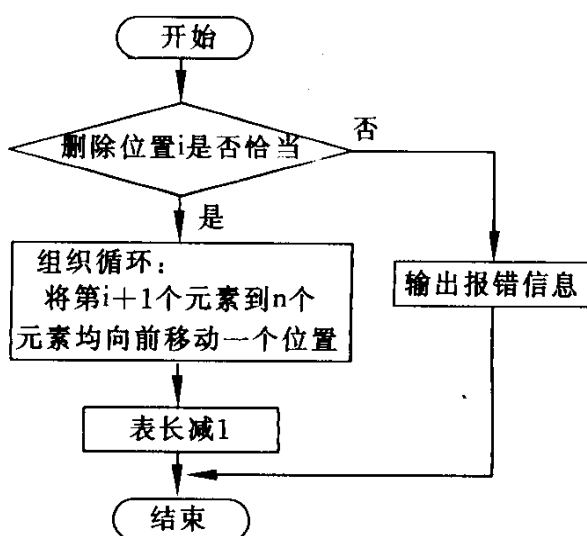 开始
删除位置i是否恰当
否
是
组织循环：
将第i+1个元素到n个
元素均向前移动一个位置
输出报错信息
表长减1
结束